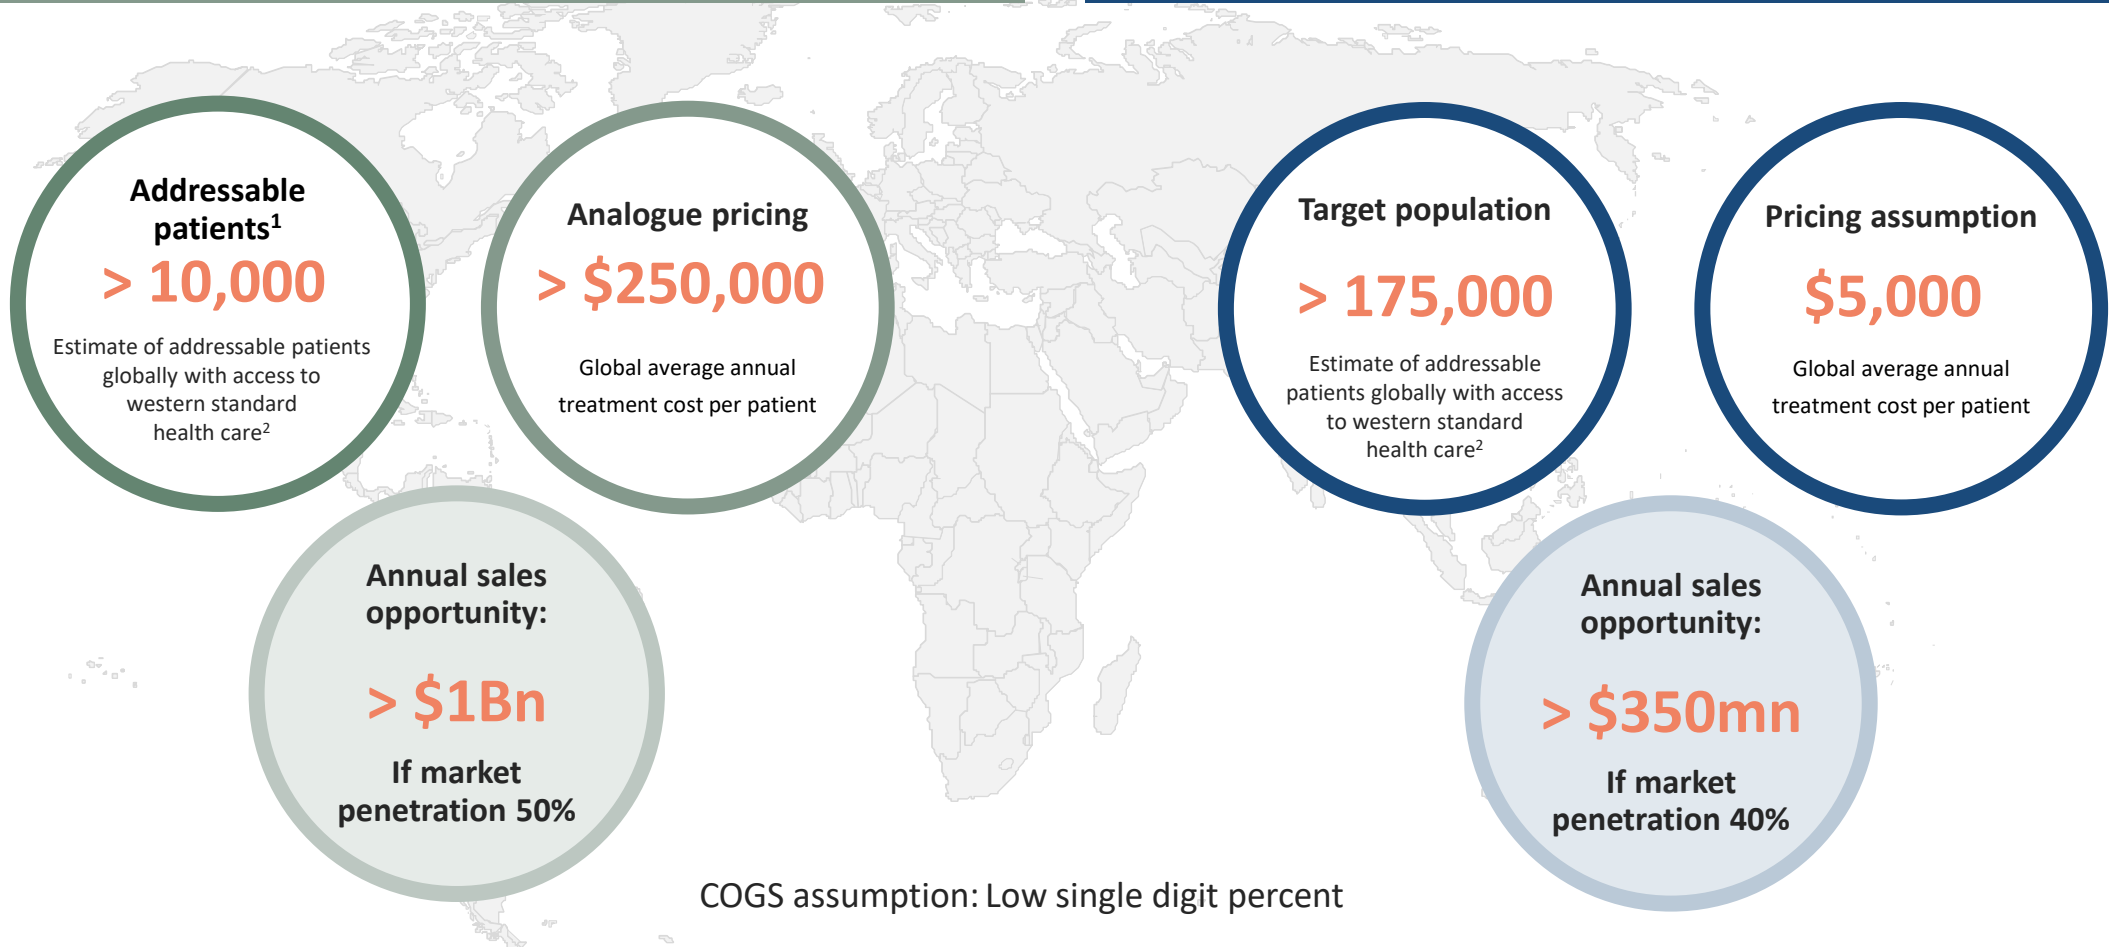 Addressable
patients1
> 10,000
Estimate of addressable patients
globally with access to
western standard
health care2
Analogue pricing
> $250,000
Global average annual
treatment cost per patient
Annual sales
opportunity:
> $1Bn
If market
penetration 50%
Target population
> 175,000
Estimate of addressable
patients globally with access
to western standard
health care2
Pricing assumption
$5,000
Global average annual
treatment cost per patient
Annual sales
opportunity:
> $350mn
If market
penetration 40%
COGS assumption: Low single digit percent